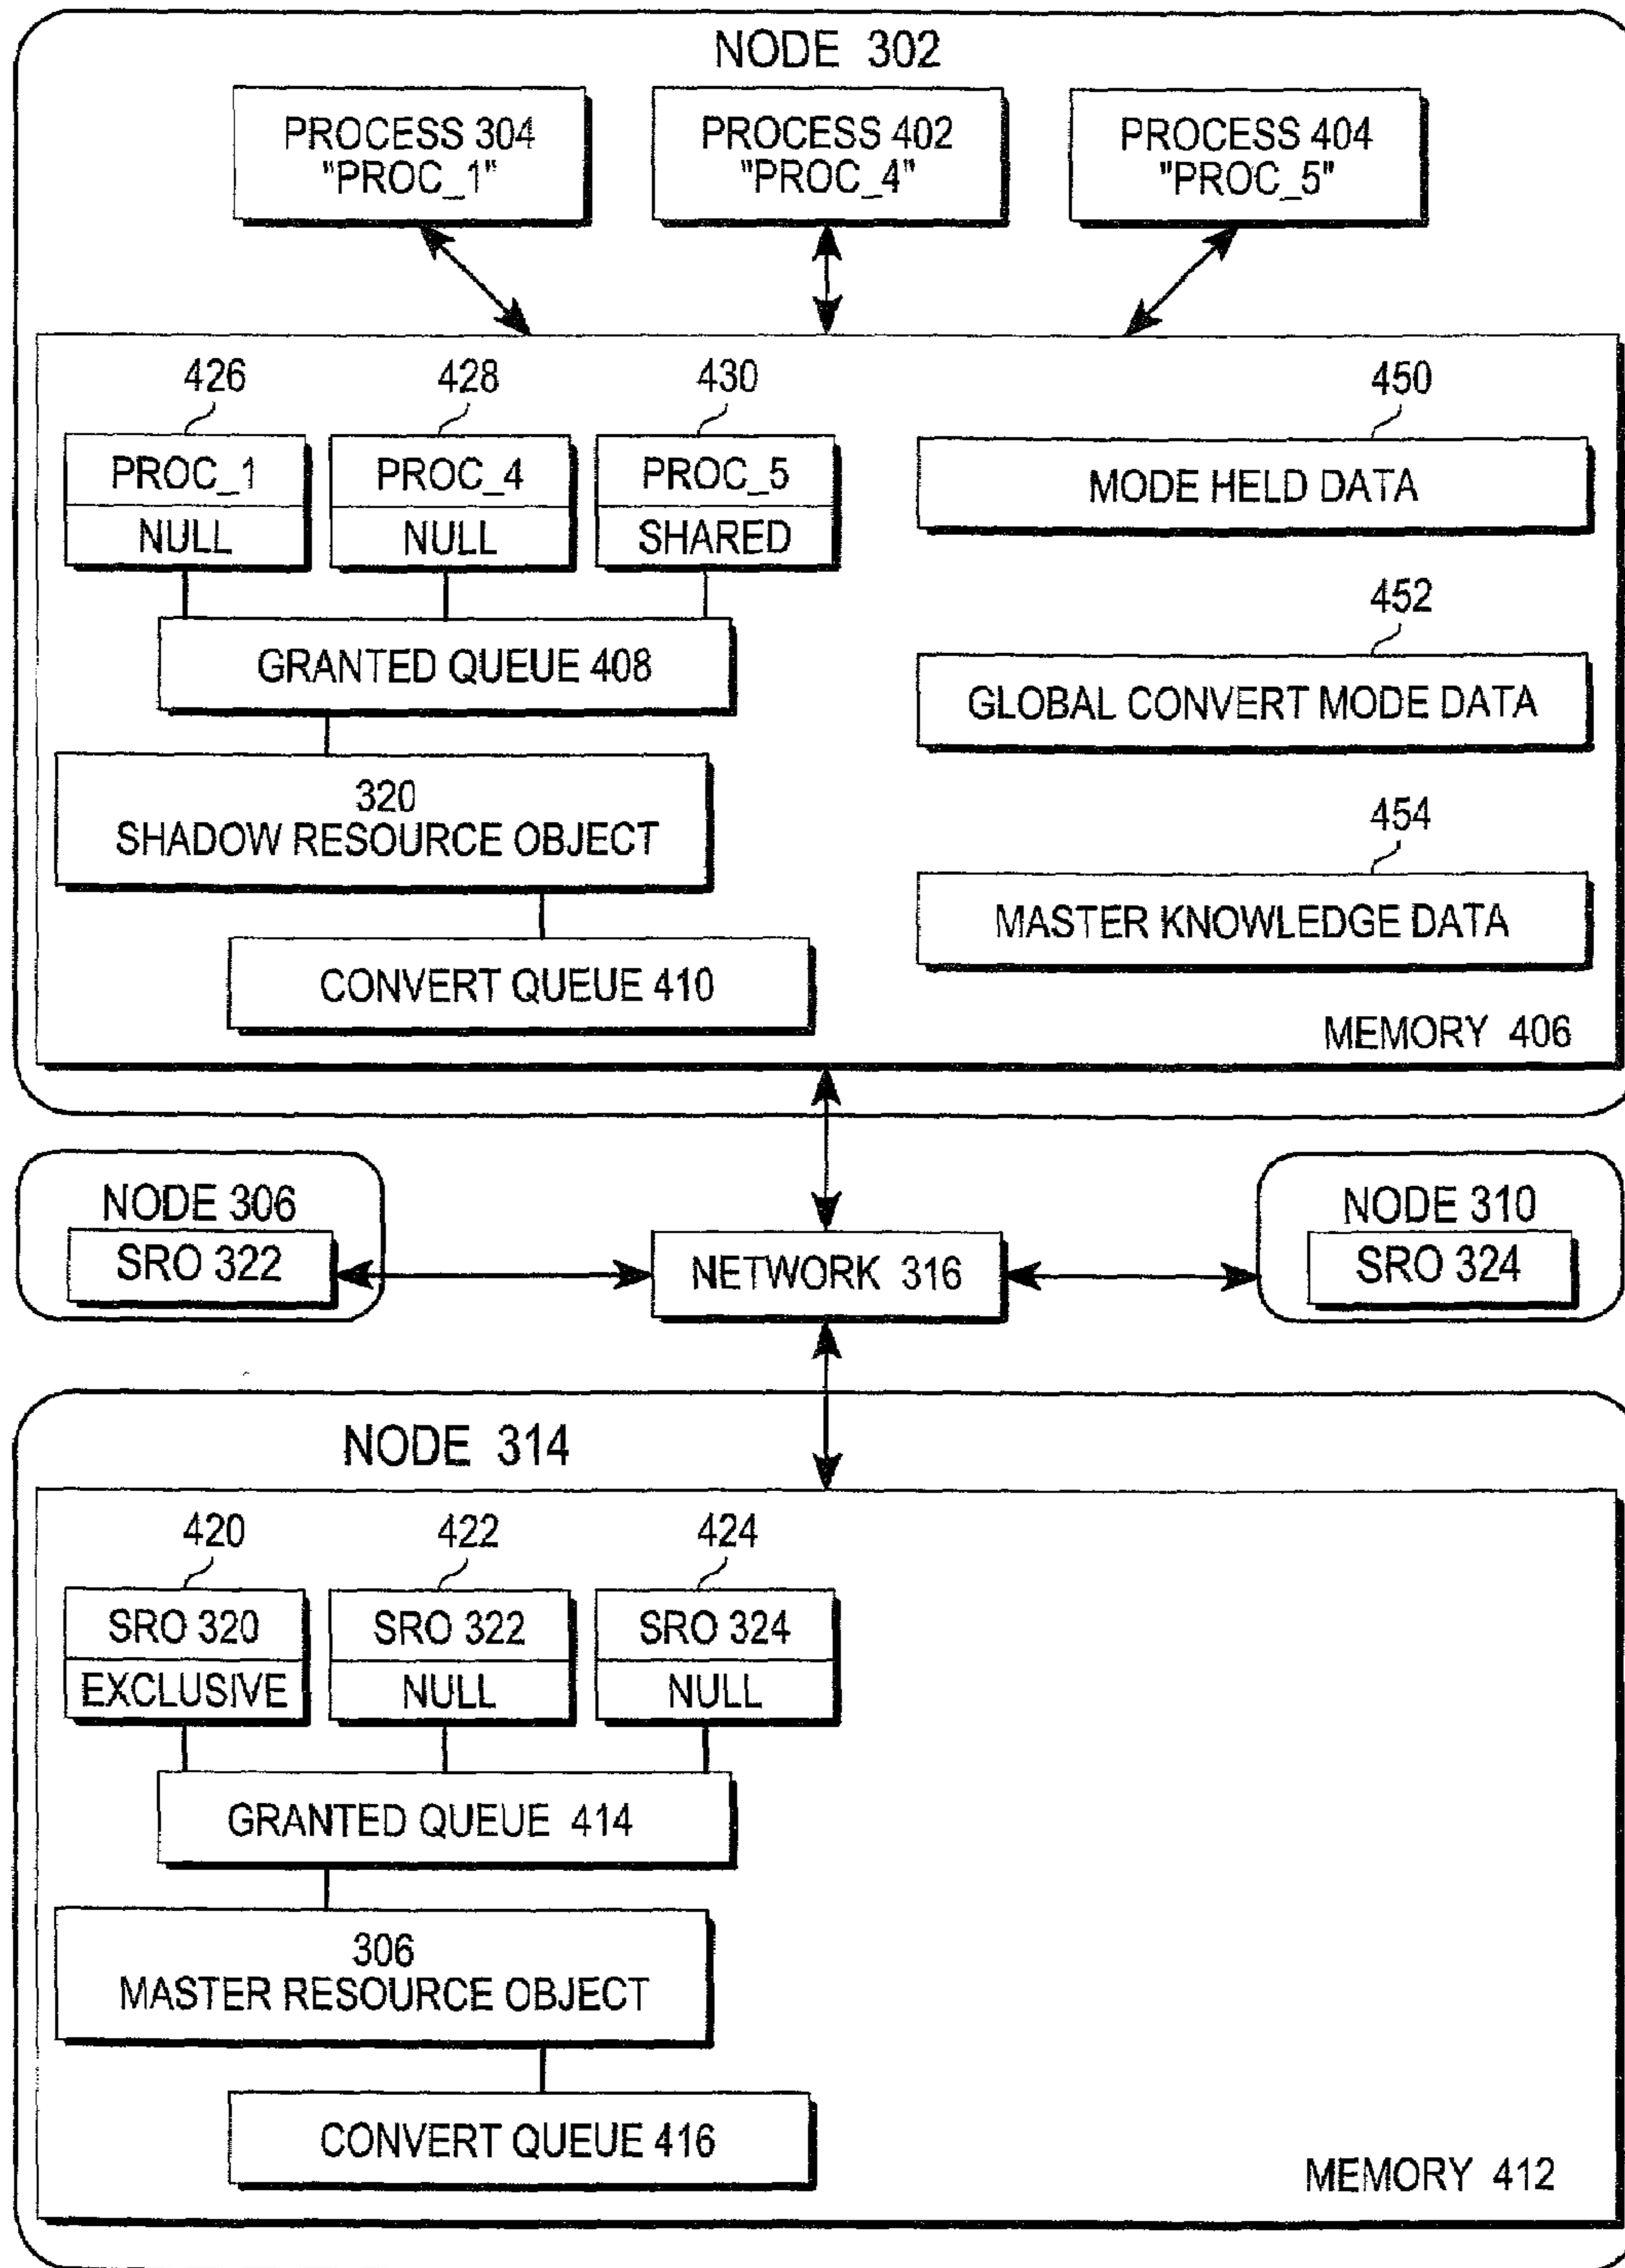 NODE 302
PROCESS 304
"PROC_1"
PROCESS 402
"PROC_4"
PROCESS 404
"PROC_5"
426
428
430
450
PROC_1
NULL
PROC_4
NULL
PROC_5
SHARED
MODE HELD DATA
GRANTED QUEUE 408
452
GLOBAL CONVERT MODE DATA
320
SHADOW RESOURCE OBJECT
454
MASTER KNOWLEDGE DATA
CONVERT QUEUE 410
MEMORY 406
NODE 306
SRO 322
NETWORK 316
NODE 310
SRO 324
NODE 314
420
422
424
SRO 320
EXCLUSIVE
SRO 322
NULL
SRO 324
NULL
GRANTED QUEUE 414
306
MASTER RESOURCE OBJECT
CONVERT QUEUE 416
MEMORY 412